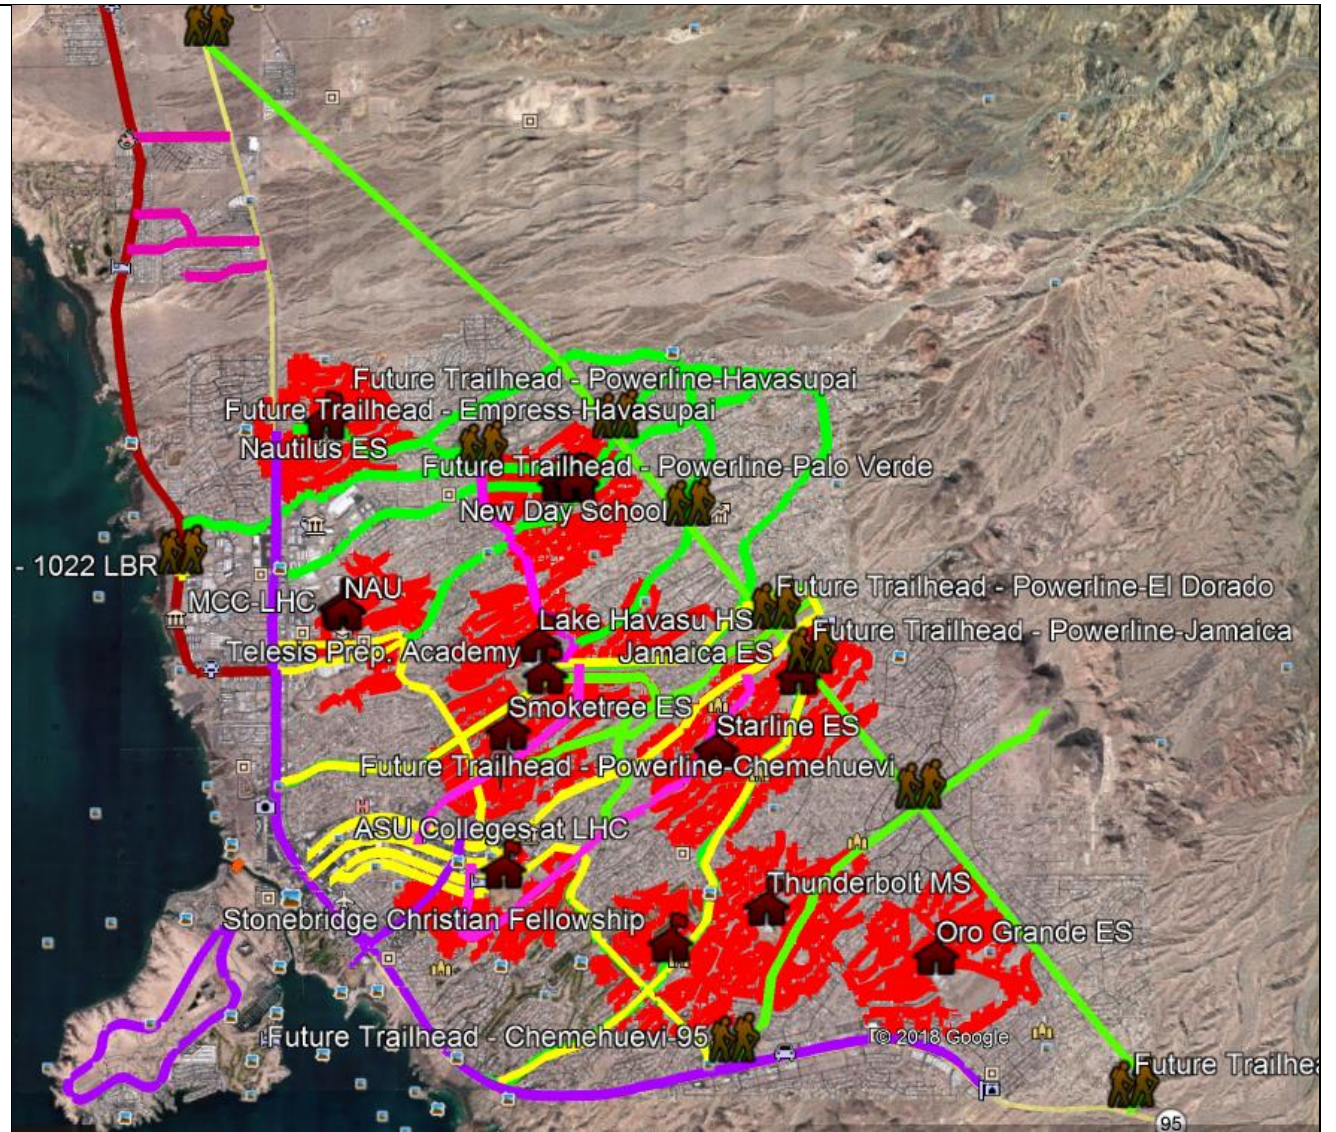 Future Trailhead - Powerline-Havasupai
Future Trailhead - Empress-Havasupai
Nautilus ES
Future Trailhead - Powerline-Palo Verde
New Day School
- 1022 LBR
NAU
MCC-LHC
Future Trailhead - Powerline-El Dorado
Lake Havasu HS
Future Trailhead - Powerline-Jamaica
Telesis Prep. Academy
Jamaica ES
Smoketree ES
Starline ES
Future Trailhead - Powerline-Chemehuevi
ASU Colleges at LHC
Thunderbolt MS
Stonebridge Christian Fellowship
Oro Grande ES
Future Trailhead - Chemehuevi-95
© 2018 Google
Future Trailhea
95